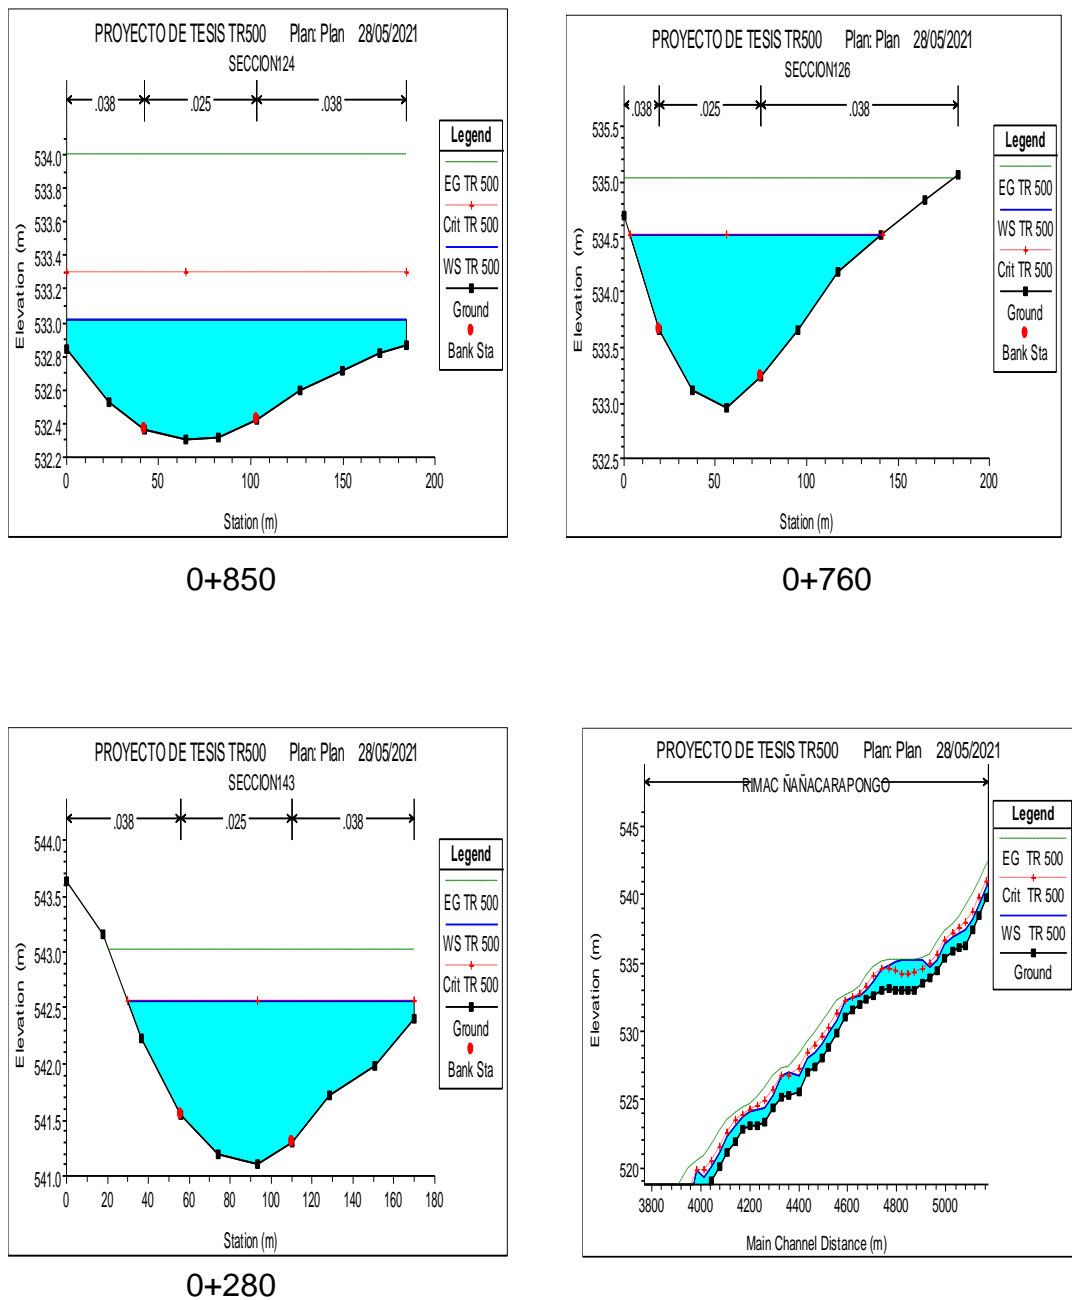 PROYECTO DE TESIS TR500 Plan: Plan 28/05/2021
SECCION124
.038 .025 .038
Elevation (m)
534.0
533.8
533.6
533.4
533.2
533.0
532.8
532.6
532.4
532.2
0 50 100 150 200
Station (m)
Legend
EG TR 500
Crit TR 500
WS TR 500
Ground
Bank Sta
0+850
PROYECTO DE TESIS TR500 Plan: Plan 28/05/2021
SECCION126
.038 .025 .038
Elevation (m)
535.5
535.0
534.5
534.0
533.5
533.0
532.5
0 50 100 150 200
Station (m)
Legend
EG TR 500
WS TR 500
Crit TR 500
Ground
Bank Sta
0+760
PROYECTO DE TESIS TR500 Plan: Plan 28/05/2021
SECCION143
.038 .025 .038
Elevation (m)
544.0
543.5
543.0
542.5
542.0
541.5
541.0
0 20 40 60 80 100 120 140 160 180
Station (m)
Legend
EG TR 500
WS TR 500
Crit TR 500
Ground
Bank Sta
0+280
PROYECTO DE TESIS TR500 Plan: Plan 28/05/2021
RIMAC ÑAÑACARAPONGO
Elevation (m)
545
540
535
530
525
520
3800 4000 4200 4400 4600 4800 5000
Main Channel Distance (m)
Legend
EG TR 500
Crit TR 500
WS TR 500
Ground